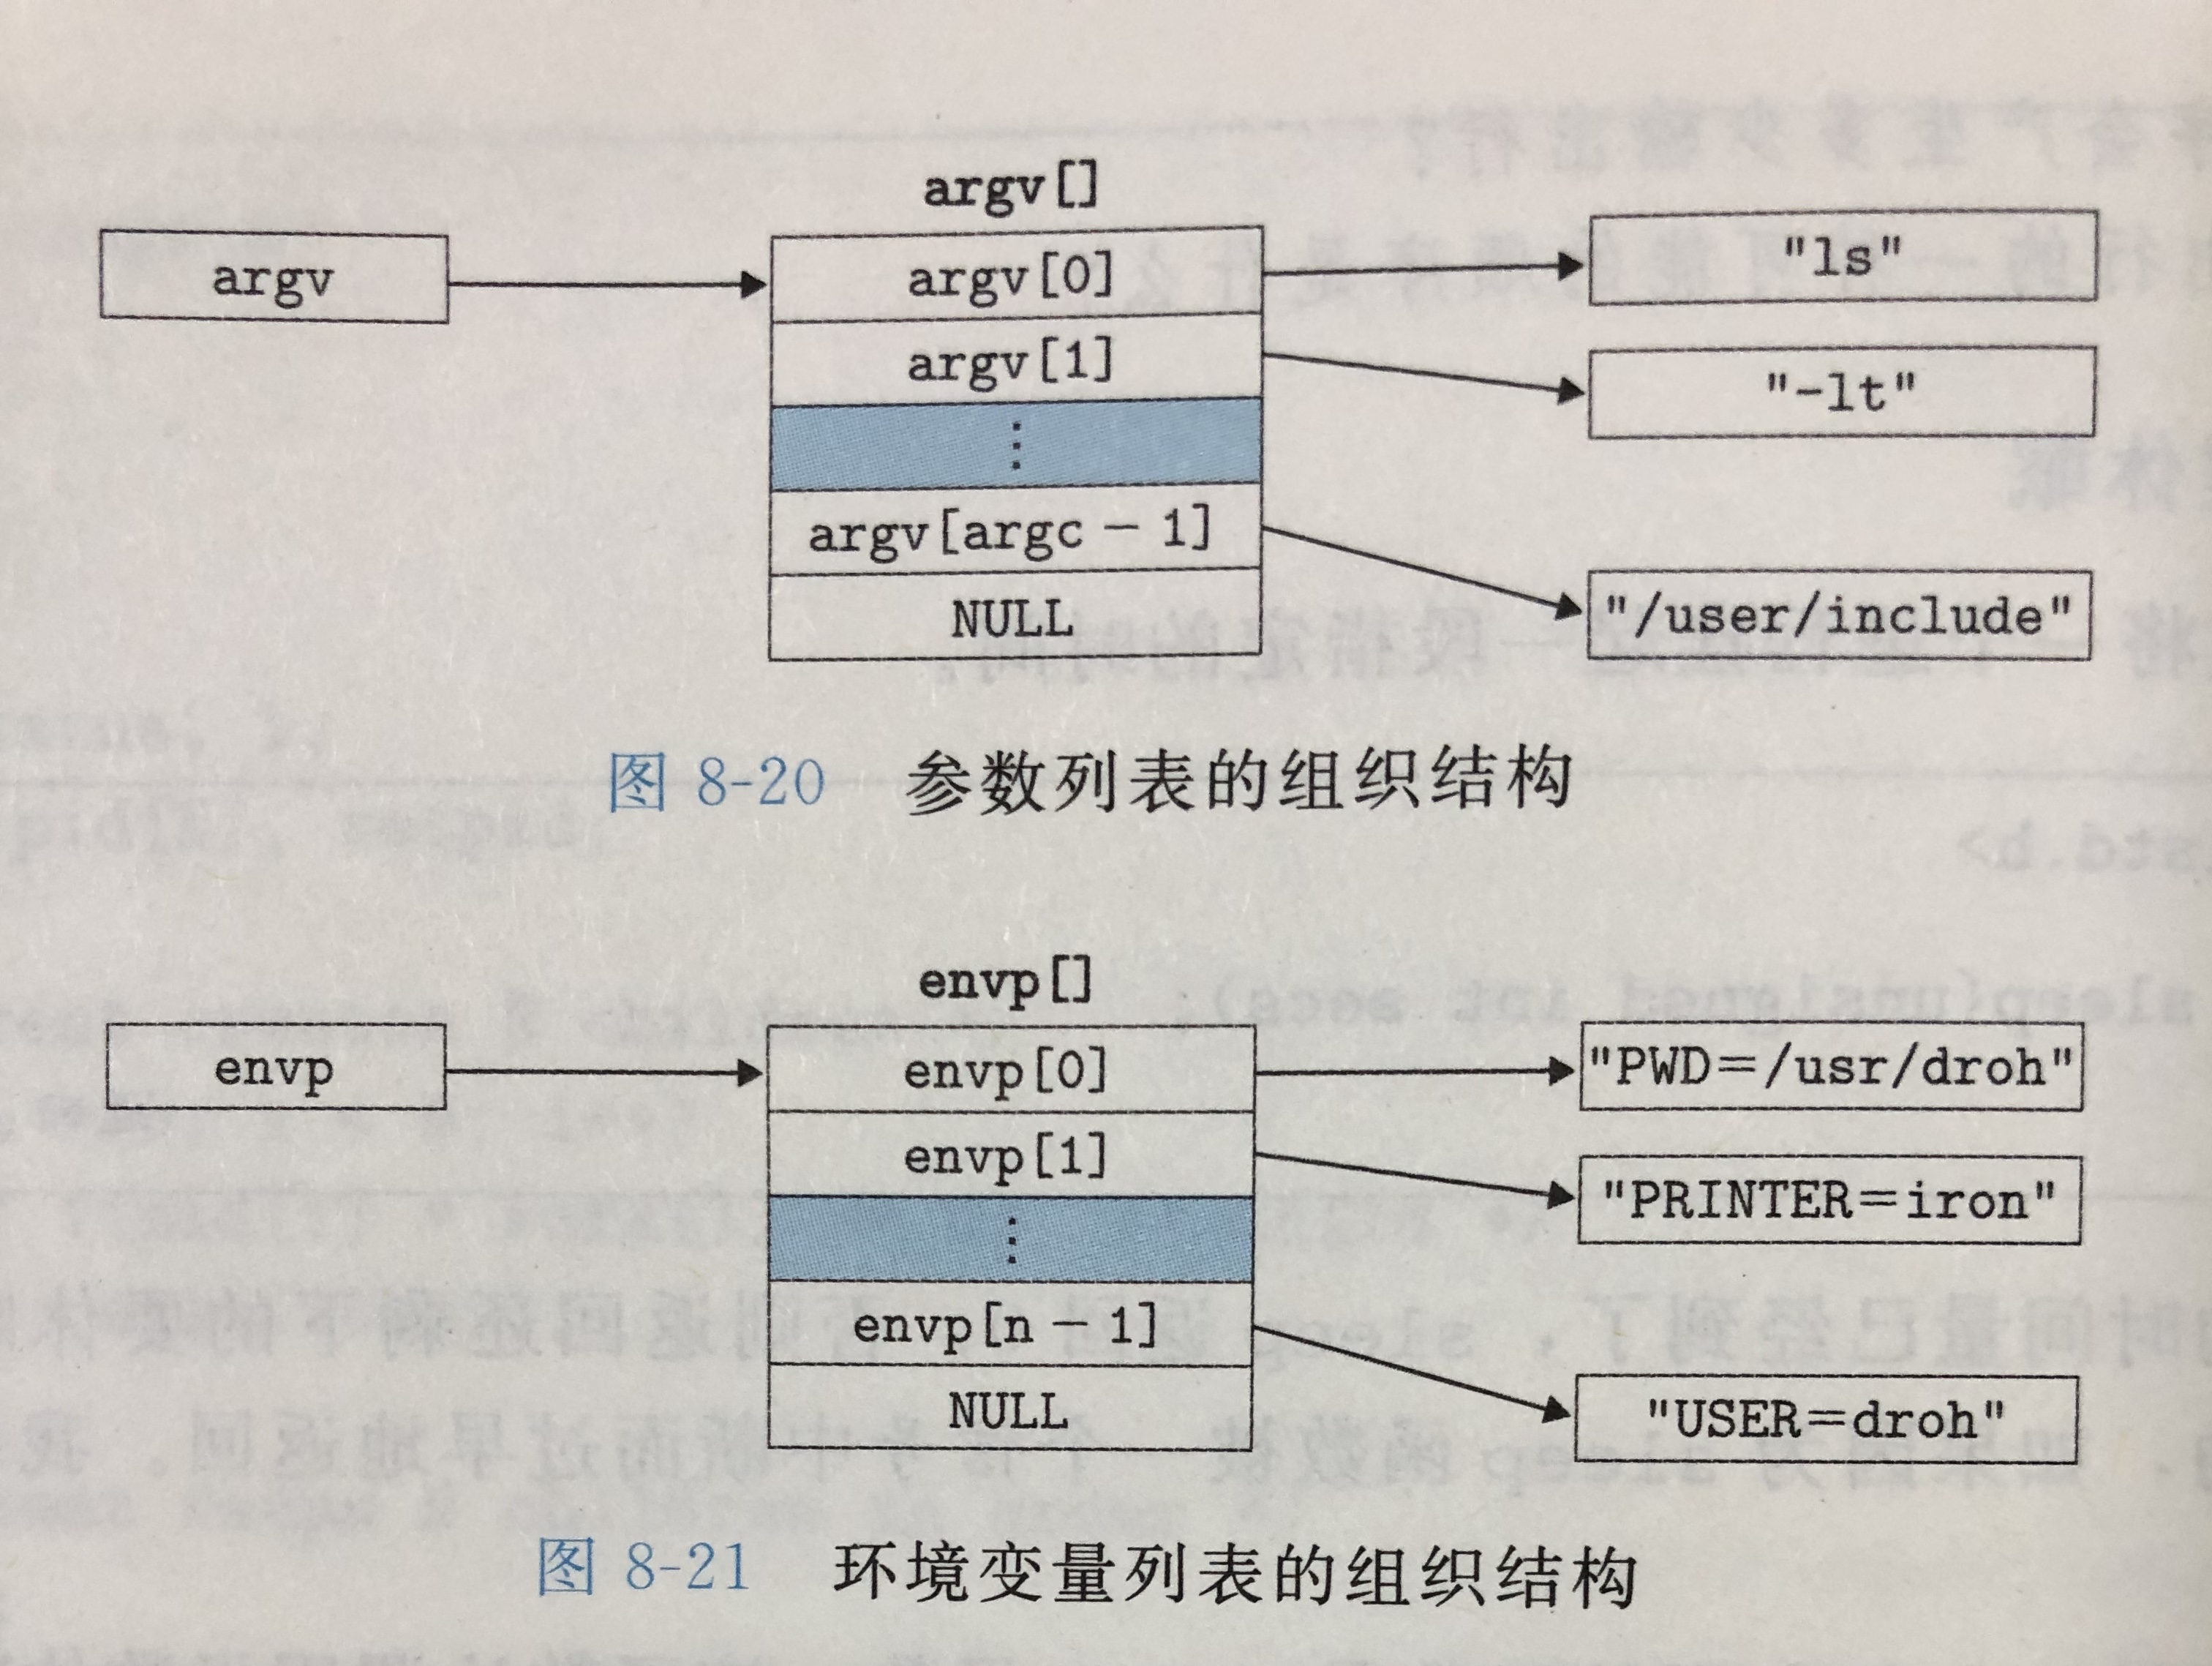 argv[]
argv
argv[0]
"ls"
argv[1]
"-lt"
⋮
argv[argc － 1]
"/user/include"
NULL
图 8-20 参数列表的组织结构
envp[]
envp
envp[0]
"PWD＝/usr/droh"
envp[1]
"PRINTER＝iron"
⋮
envp[n － 1]
"USER＝droh"
NULL
图 8-21 环境变量列表的组织结构